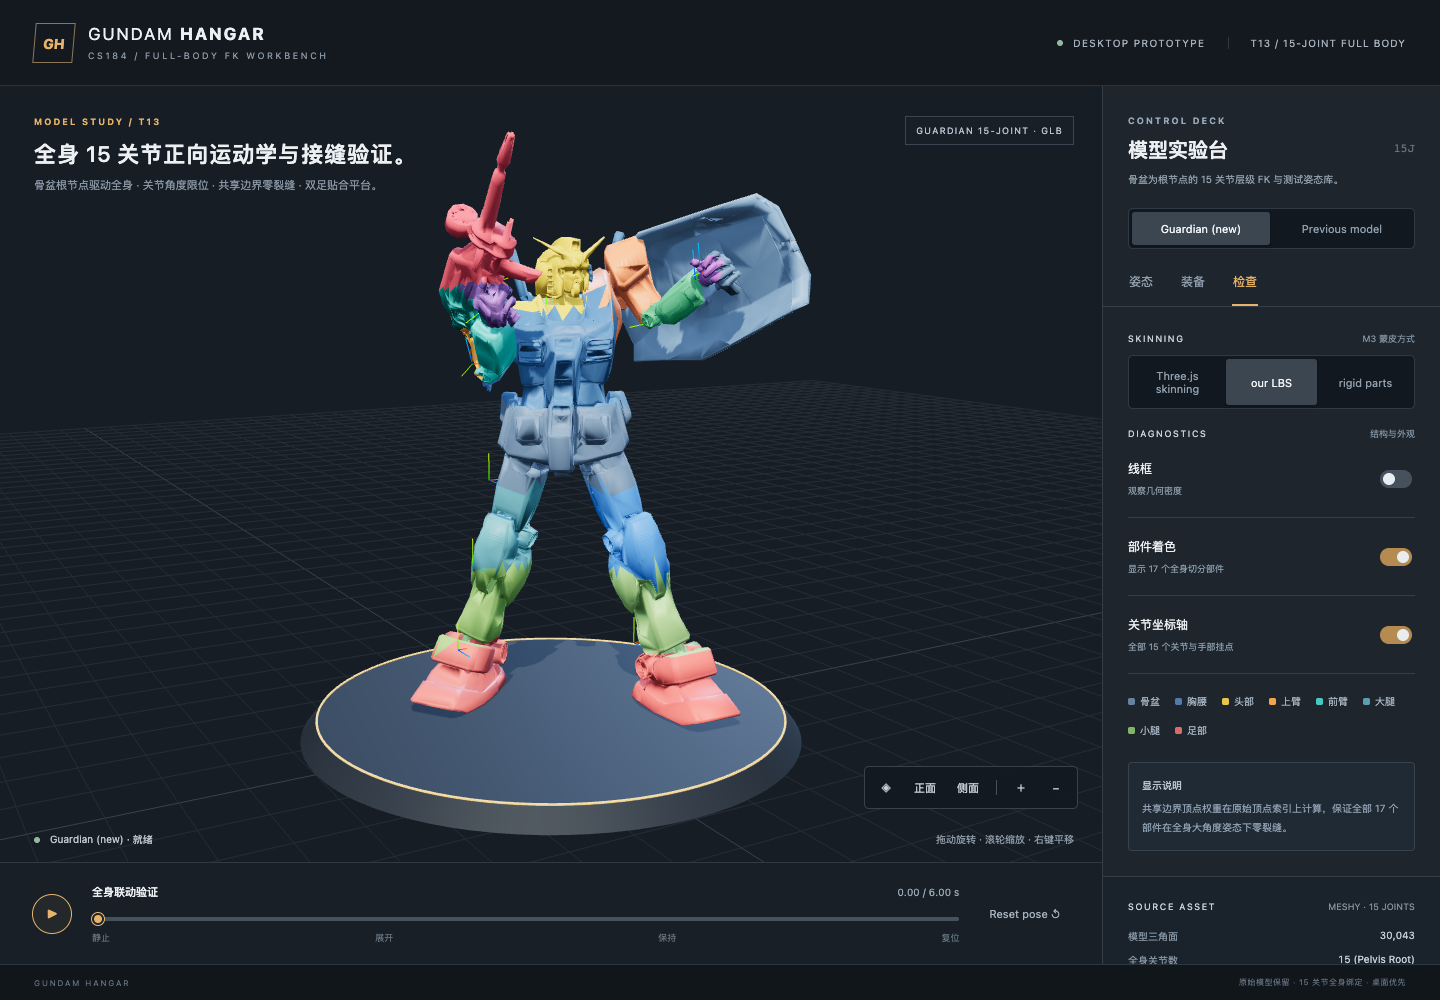 GH
GUNDAM HANGAR
CS184 / FULL-BODY FK WORKBENCH
DESKTOP PROTOTYPE
T13 / 15-JOINT FULL BODY
MODEL STUDY / T13
全身 15 关节正向运动学与接缝验证。
骨盆根节点驱动全身 · 关节角度限位 · 共享边界零裂缝 · 双足贴合平台。
GUARDIAN 15-JOINT · GLB
正面
侧面
+
−
Guardian (new) · 就绪
拖动旋转 · 滚轮缩放 · 右键平移
全身联动验证
0.00 / 6.00 s
静止
展开
保持
复位
Reset pose
CONTROL DECK
模型实验台
15J
骨盆为根节点的 15 关节层级 FK 与测试姿态库。
Guardian (new)
Previous model
姿态
装备
检查
SKINNING
M3 蒙皮方式
Three.js
skinning
our LBS
rigid parts
DIAGNOSTICS
结构与外观
线框
观察几何密度
部件着色
显示 17 个全身切分部件
关节坐标轴
全部 15 个关节与手部挂点
骨盆
胸腰
头部
上臂
前臂
大腿
小腿
足部
显示说明
共享边界顶点权重在原始顶点索引上计算，保证全部 17 个
部件在全身大角度姿态下零裂缝。
SOURCE ASSET
MESHY · 15 JOINTS
模型三角面
30,043
全身关节数
15 (Pelvis Root)
GUNDAM HANGAR
原始模型保留 · 15 关节全身绑定 · 桌面优先